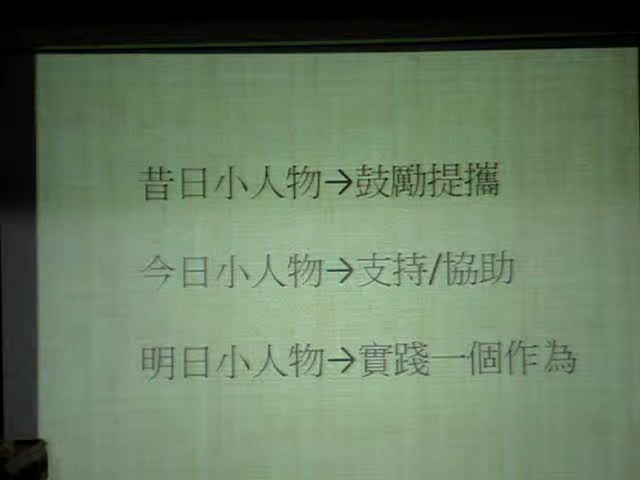 昔日小人物→鼓勵提攜
今日小人物→支持/協助
明日小人物→實踐一個作為